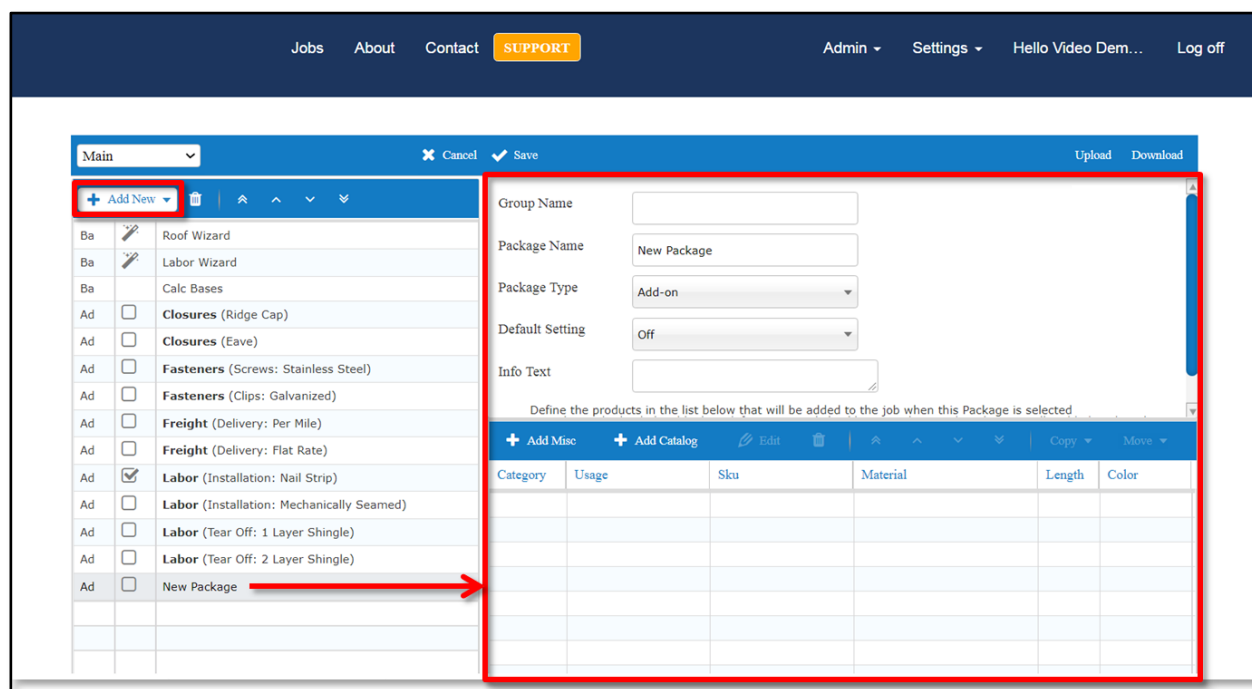 Jobs About Contact SUPPORT Admin Settings Hello Video Dem... Log off
Main Cancel Save Upload Download
Add New
Ba Roof Wizard
Ba Labor Wizard
Ba Calc Bases
Ad Closures (Ridge Cap)
Ad Closures (Eave)
Ad Fasteners (Screws: Stainless Steel)
Ad Fasteners (Clips: Galvanized)
Ad Freight (Delivery: Per Mile)
Ad Freight (Delivery: Flat Rate)
Ad Labor (Installation: Nail Strip)
Ad Labor (Installation: Mechanically Seamed)
Ad Labor (Tear Off: 1 Layer Shingle)
Ad Labor (Tear Off: 2 Layer Shingle)
Ad New Package
Group Name
Package Name New Package
Package Type Add-on
Default Setting Off
Info Text
Define the products in the list below that will be added to the job when this Package is selected
Add Misc Add Catalog Edit Copy Move
Category Usage Sku Material Length Color